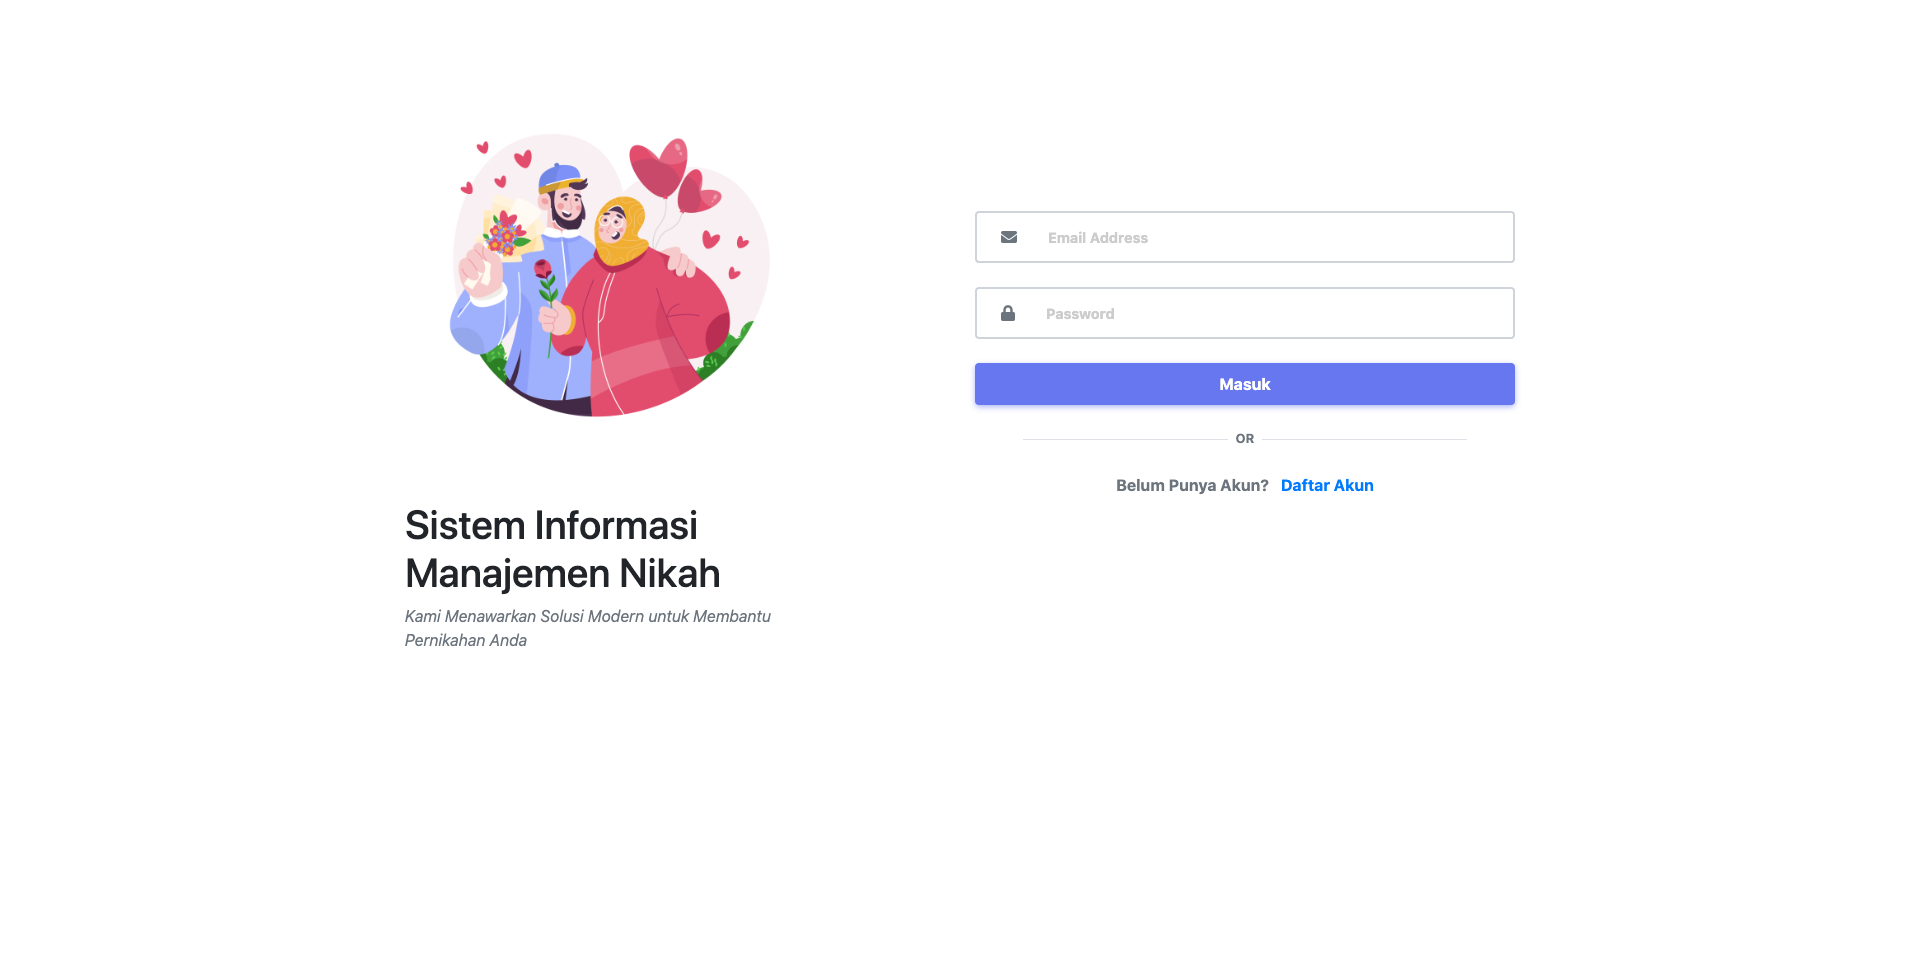 Sistem Informasi
Manajemen Nikah
Kami Menawarkan Solusi Modern untuk Membantu
Pernikahan Anda
Email Address
Password
Masuk
OR
Belum Punya Akun? Daftar Akun